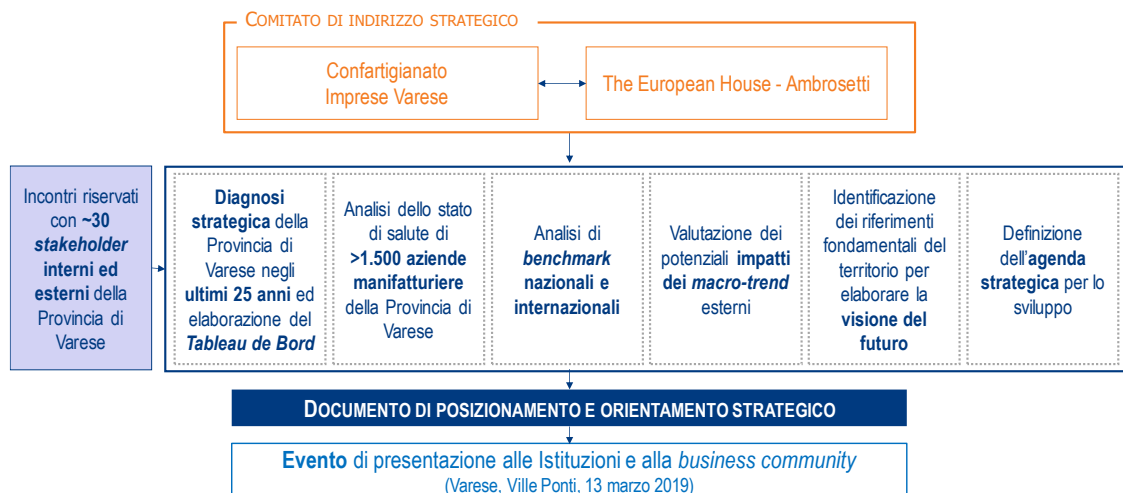 COMITATO DI INDIRIZZO STRATEGICO
Confartigianato
Imprese Varese
The European House - Ambrosetti
Incontri riservati
con ~30
stakeholder
interni ed
esterni della
Provincia di
Varese
Diagnosi
strategica della
Provincia di
Varese negli
ultimi 25 anni ed
elaborazione del
Tableau de Bord
Analisi dello stato
di salute di
>1.500 aziende
manifatturiere
della Provincia di
Varese
Analisi di
benchmark
nazionali e
internazionali
Valutazione dei
potenziali impatti
dei macro-trend
esterni
Identificazione
dei riferimenti
fondamentali del
territorio per
elaborare la
visione del
futuro
Definizione
dell'agenda
strategica per lo
sviluppo
DOCUMENTO DI POSIZIONAMENTO E ORIENTAMENTO STRATEGICO
Evento di presentazione alle Istituzioni e alla business community
(Varese, Ville Ponti, 13 marzo 2019)